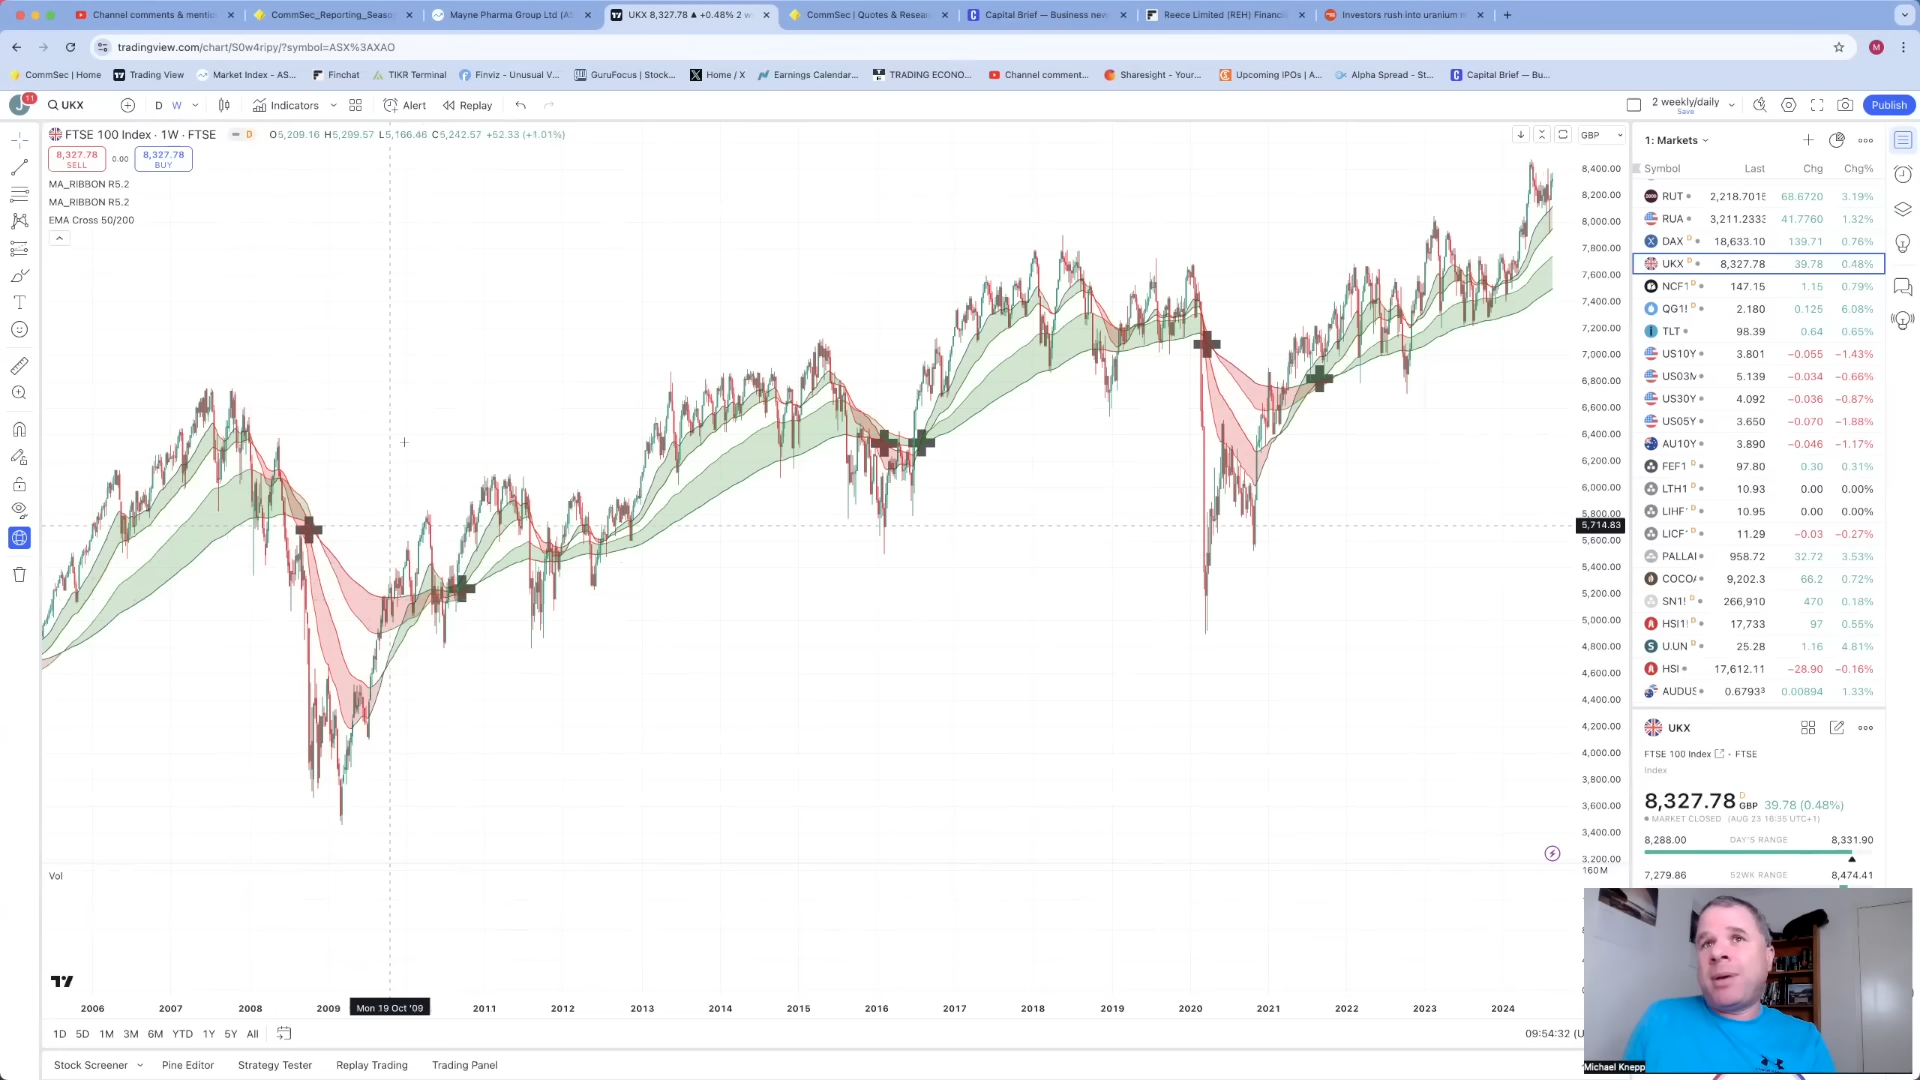 Channel comments & mentio
CommSec_Reporting_Seaso
Mayne Pharma Group Ltd (AS
UKX 8,327.78 ▲ +0.48% 2 w
CommSec | Quotes & Resear
Capital Brief — Business new
Reece Limited (REH) Financi
Investors rush into uranium m
tradingview.com/chart/S0w4ripy/?symbol=ASX%3AXAO
M
CommSec | Home
Trading View
Market Index - AS...
Finchat
TIKR Terminal
Finviz - Unusual V...
GuruFocus | Stock...
Home / X
Earnings Calendar...
TRADING ECONO...
Channel comment...
Sharesight - Your...
Upcoming IPOs | A...
Alpha Spread - St...
Capital Brief — Bu...
J 11
UKX
D
W
Indicators
Alert
Replay
2 weekly/daily
Save
Publish
FTSE 100 Index · 1W · FTSE
D
O5,209.16 H5,299.57 L5,166.46 C5,242.57 +52.33 (+1.01%)
8,327.78
SELL
0.00
8,327.78
BUY
MA_RIBBON R5.2
MA_RIBBON R5.2
EMA Cross 50/200
GBP
8,400.00
8,200.00
8,000.00
7,800.00
7,600.00
7,400.00
7,200.00
7,000.00
6,800.00
6,600.00
6,400.00
6,200.00
6,000.00
5,800.00
5,714.83
5,600.00
5,400.00
5,200.00
5,000.00
4,800.00
4,600.00
4,400.00
4,200.00
4,000.00
3,800.00
3,600.00
3,400.00
3,200.00
160 M
Vol
2006
2007
2008
2009
Mon 19 Oct '09
2011
2012
2013
2014
2015
2016
2017
2018
2019
2020
2021
2022
2023
2024
1D 5D 1M 3M 6M YTD 1Y 5Y All
09:54:32 (U
Stock Screener
Pine Editor
Strategy Tester
Replay Trading
Trading Panel
1: Markets
Symbol Last Chg Chg%
RUT 2,218.7015 68.6720 3.19%
RUA 3,211.2333 41.7760 1.32%
DAX D 18,633.10 139.71 0.76%
UKX D 8,327.78 39.78 0.48%
NCF1 D 147.15 1.15 0.79%
QG1! D 2.180 0.125 6.08%
TLT 98.39 0.64 0.65%
US10Y 3.801 −0.055 −1.43%
US03M 5.139 −0.034 −0.66%
US30Y 4.092 −0.036 −0.87%
US05Y 3.650 −0.070 −1.88%
AU10Y 3.890 −0.046 −1.17%
FEF1 D 97.80 0.30 0.31%
LTH1 D 10.93 0.00 0.00%
LIHF D 10.95 0.00 0.00%
LICF D 11.29 −0.03 −0.27%
PALLA 958.72 32.72 3.53%
COCOA 9,202.3 66.2 0.72%
SN1! D 266,910 470 0.18%
HSI1! D 17,733 97 0.55%
U.UN D 25.28 1.16 4.81%
HSI 17,612.11 −28.90 −0.16%
AUDUS 0.6793³ 0.00894 1.33%
UKX
FTSE 100 Index · FTSE
Index
8,327.78 D GBP 39.78 (0.48%)
MARKET CLOSED (AUG 23 16:35 UTC+1)
8,288.00 DAY'S RANGE 8,331.90
7,279.86 52WK RANGE 8,474.41
Michael Knepp